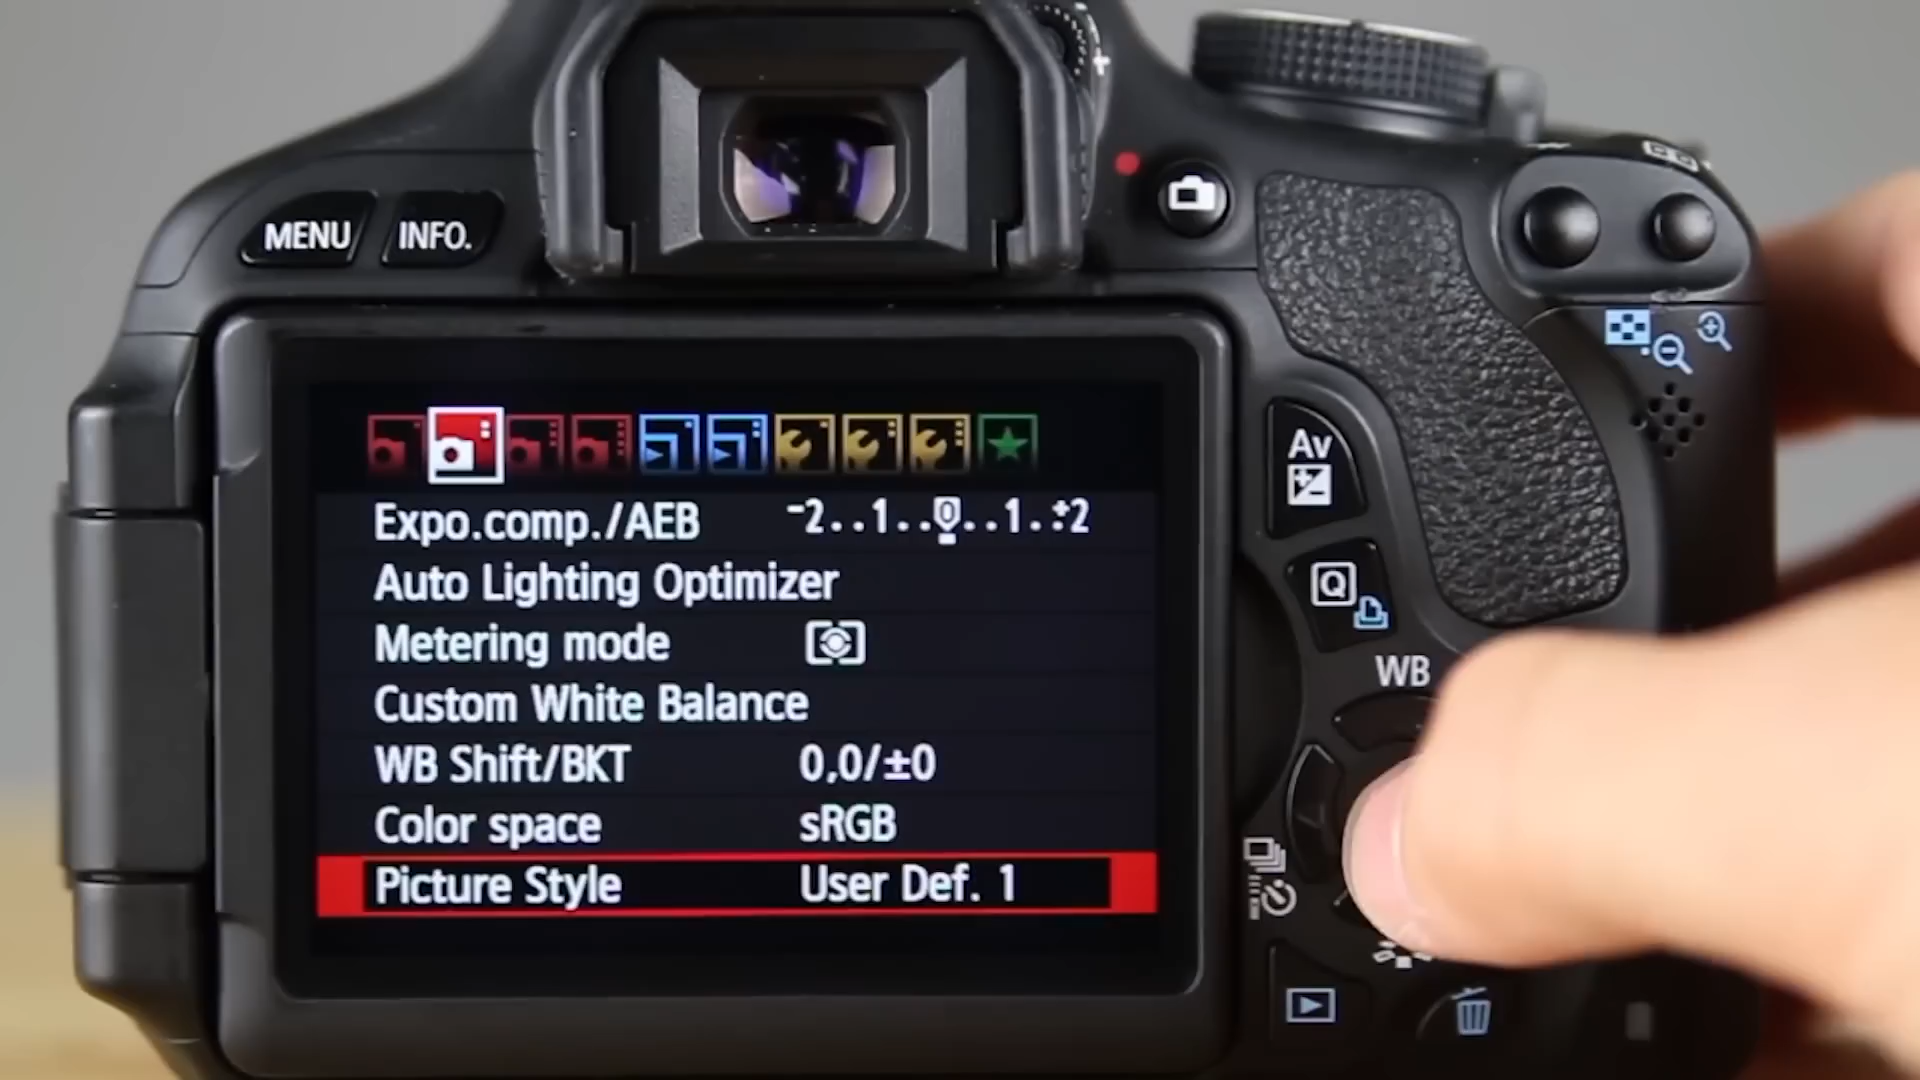 MENU INFO.
Expo.comp./AEB -2..1..0..1..+2
Auto Lighting Optimizer
Metering mode
Custom White Balance
WB Shift/BKT 0,0/±0
Color space sRGB
Picture Style User Def. 1
Av
Q
WB